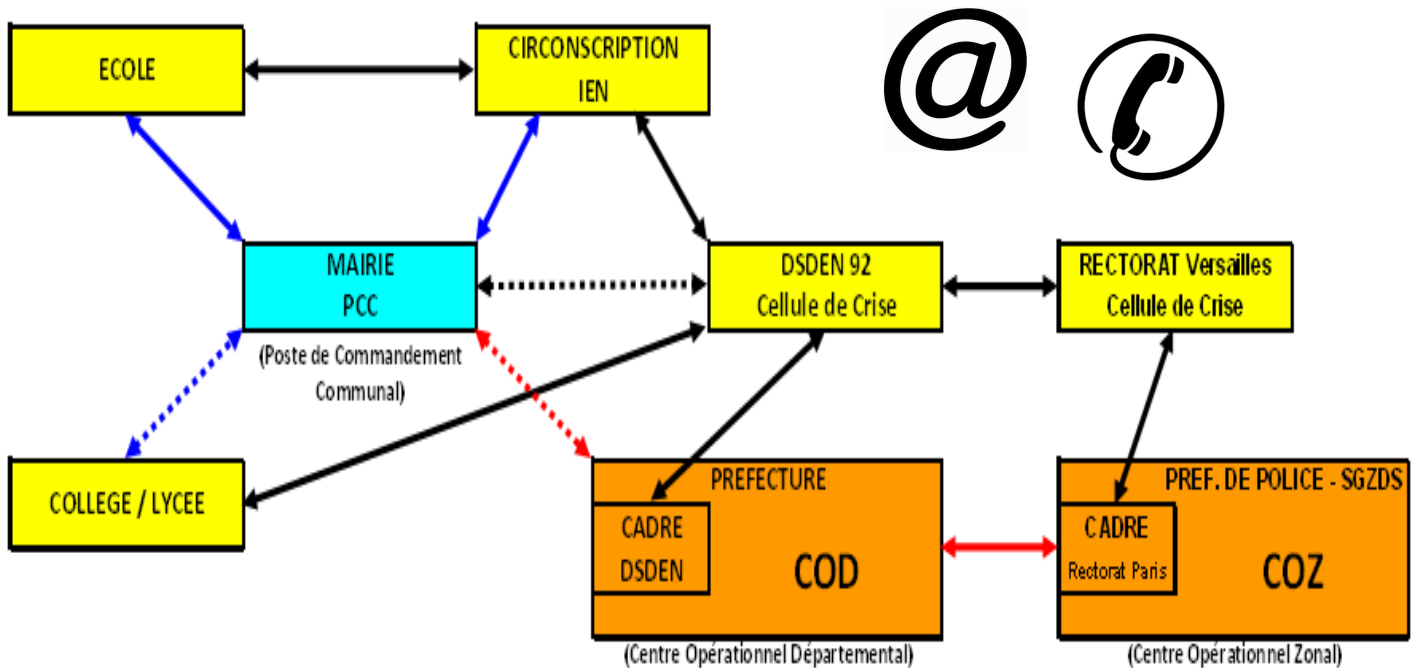 ECOLE
CIRCONSCRIPTION
IEN
@
MAIRIE
PCC
(Poste de Commandement
Communal)
DSDEN 92
Cellule de Crise
RECTORAT Versailles
Cellule de Crise
COLLEGE / LYCEE
PREFECTURE
CADRE
DSDEN
COD
(Centre Opérationnel Départemental)
PREF. DE POLICE - SGZDS
CADRE
Rectorat Paris
COZ
(Centre Opérationnel Zonal)